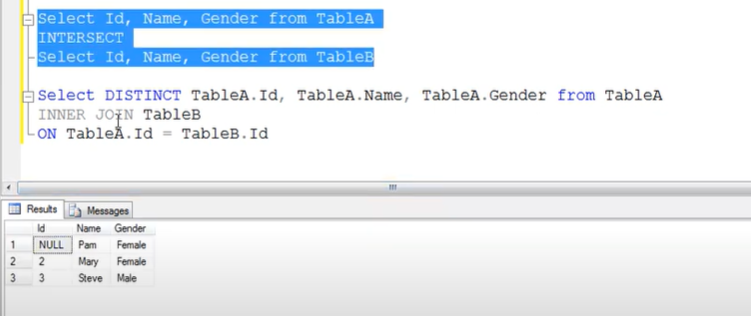 Select Id, Name, Gender from TableA
INTERSECT
Select Id, Name, Gender from TableB
Select DISTINCT TableA.Id, TableA.Name, TableA.Gender from TableA
INNER JOIN TableB
ON TableA.Id = TableB.Id
Results Messages
Id Name Gender
1 NULL Pam Female
2 2 Mary Female
3 3 Steve Male